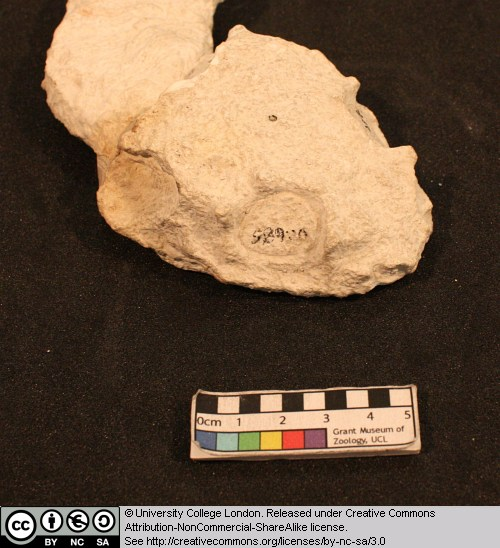 0cm 1 2 3 4 5
Grant Museum of
Zoology, UCL
CC BY NC SA
© University College London. Released under Creative Commons
Attribution-NonCommercial-ShareAlike license.
See http://creativecommons.org/licenses/by-nc-sa/3.0